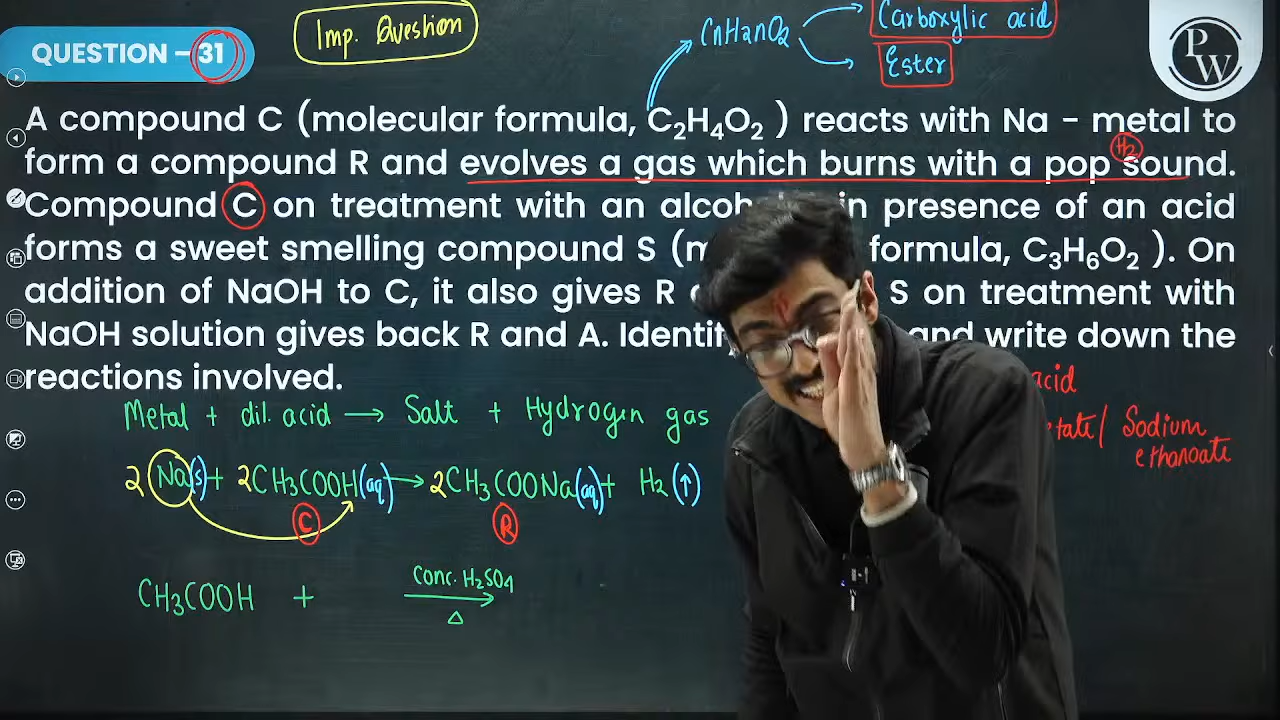 QUESTION – 31
Imp. Question
CnH2nO2
Carboxylic acid
Ester
PW
A compound C (molecular formula, C₂H₄O₂ ) reacts with Na – metal to
H2
form a compound R and evolves a gas which burns with a pop sound.
Compound C on treatment with an in presence of an acid
forms a sweet smelling compound S formula, C₃H₆O₂ ). On
addition of NaOH to C, it also gives R S on treatment with
NaOH solution gives back R and A. and write down the
reactions involved.
acid
Metal + dil. acid → Salt + Hydrogen gas
/ Sodium
ethanoate
2 Na(s) + 2CH3COOH(aq) → 2CH3COONa(aq) + H2(↑)
C
R
CH3COOH + Conc. H2SO4 →
△